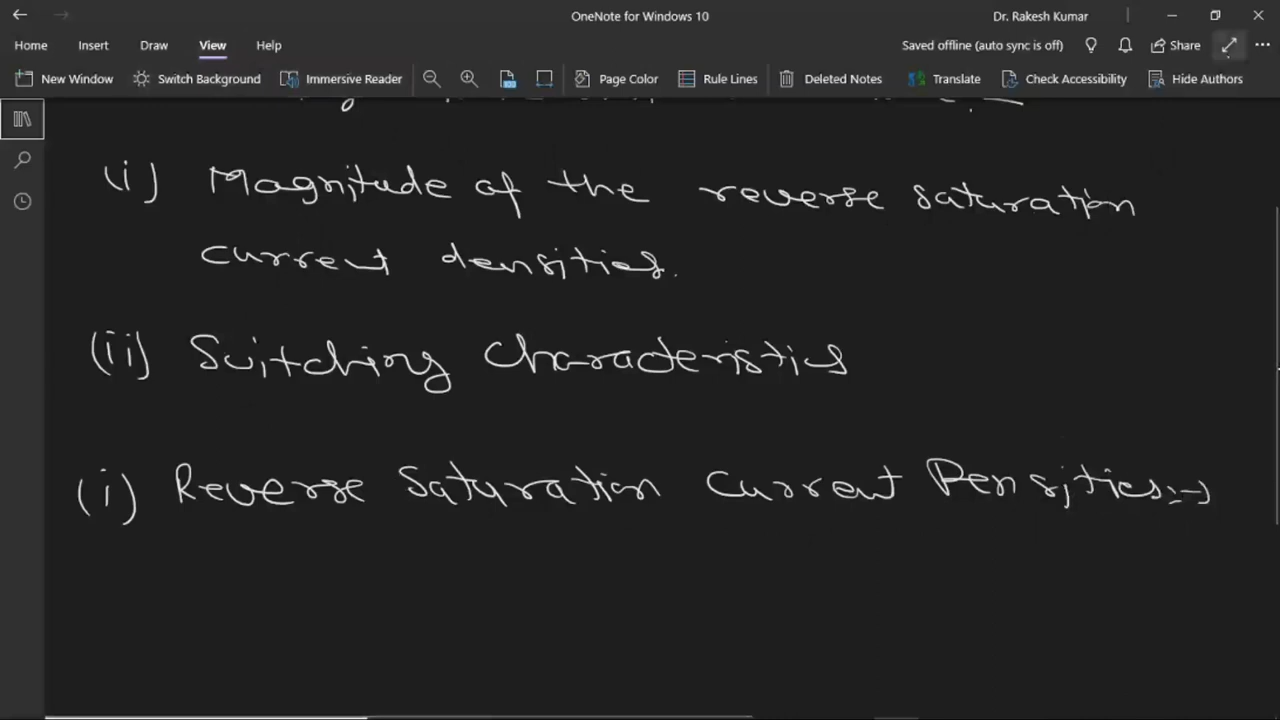 OneNote for Windows 10
Dr. Rakesh Kumar
Home Insert Draw View Help
Saved offline (auto sync is off) Share
New Window Switch Background Immersive Reader Page Color Rule Lines Deleted Notes Translate Check Accessibility Hide Authors
(i) Magnitude of the reverse saturation
current densities.
(ii) Switching Characteristics
(i) Reverse Saturation Current Densities:→